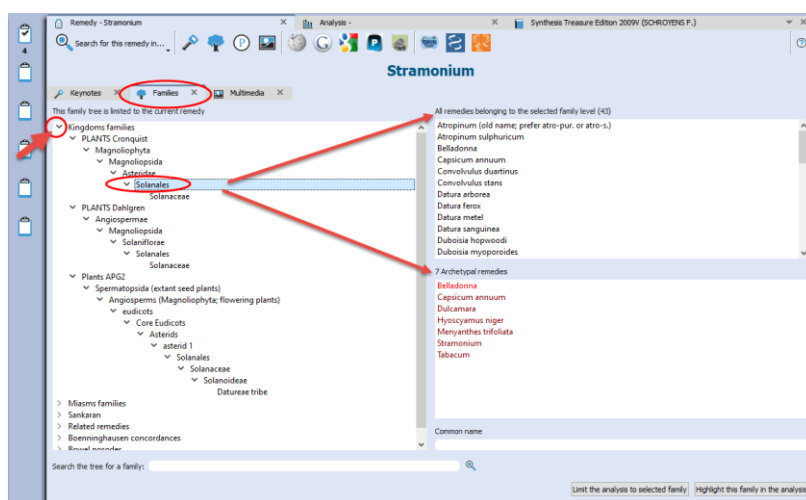 Remedy - Stramonium
Analysis -
Synthesis Treasure Edition 2009V (SCHROYENS F.)
4
Search for this remedy in...
Stramonium
Keynotes
Families
Multimedia
This family tree is limited to the current remedy
Kingdoms families
PLANTS Cronquist
Magnoliophyta
Magnoliopsida
Asteridae
Solanales
Solanaceae
PLANTS Dahlgren
Angiospermae
Magnoliopsida
Solaniflorae
Solanales
Solanaceae
Plants APG2
Spermatopsida (extant seed plants)
Angiosperms (Magnoliophyta; flowering plants)
eudicots
Core Eudicots
Asterids
asterid 1
Solanales
Solanaceae
Solanoideae
Datureae tribe
Miasms families
Sankaran
Related remedies
Boenninghausen concordances
Bowel nosodes
All remedies belonging to the selected family level (43)
Atropinum (old name; prefer atro-pur. or atro-s.)
Atropinum sulphuricum
Belladonna
Capsicum annuum
Convolvulus duartinus
Convolvulus stans
Datura arborea
Datura ferox
Datura metel
Datura sanguinea
Duboisia hopwoodi
Duboisia myoporoides
7 Archetypal remedies
Belladonna
Capsicum annuum
Dulcamara
Hyoscyamus niger
Menyanthes trifoliata
Stramonium
Tabacum
Common name
Search the tree for a family:
Limit the analysis to selected family
Highlight this family in the analysis